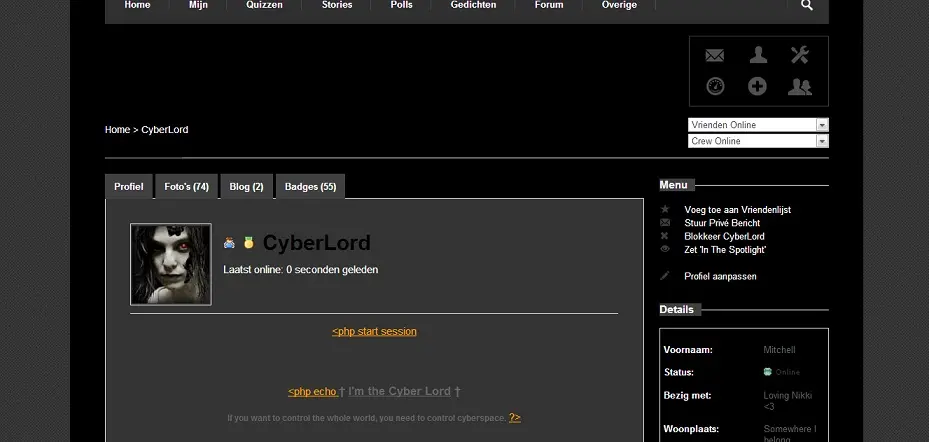 Home Mijn Quizzen Stories Polls Gedichten Forum Overige
Vrienden Online
Home > CyberLord
Crew Online
Profiel Foto's (74) Blog (2) Badges (55)
CyberLord
Laatst online: 0 seconden geleden
<php start session
<php echo † I'm the Cyber Lord †
If you want to control the whole world, you need to control cyberspace. ?>
Menu
Voeg toe aan Vriendenlijst
Stuur Privé Bericht
Blokkeer CyberLord
Zet 'In The Spotlight'
Profiel aanpassen
Details
Voornaam: Mitchell
Status: Online
Bezig met: Loving Nikki
<3
Woonplaats: Somewhere I
belong